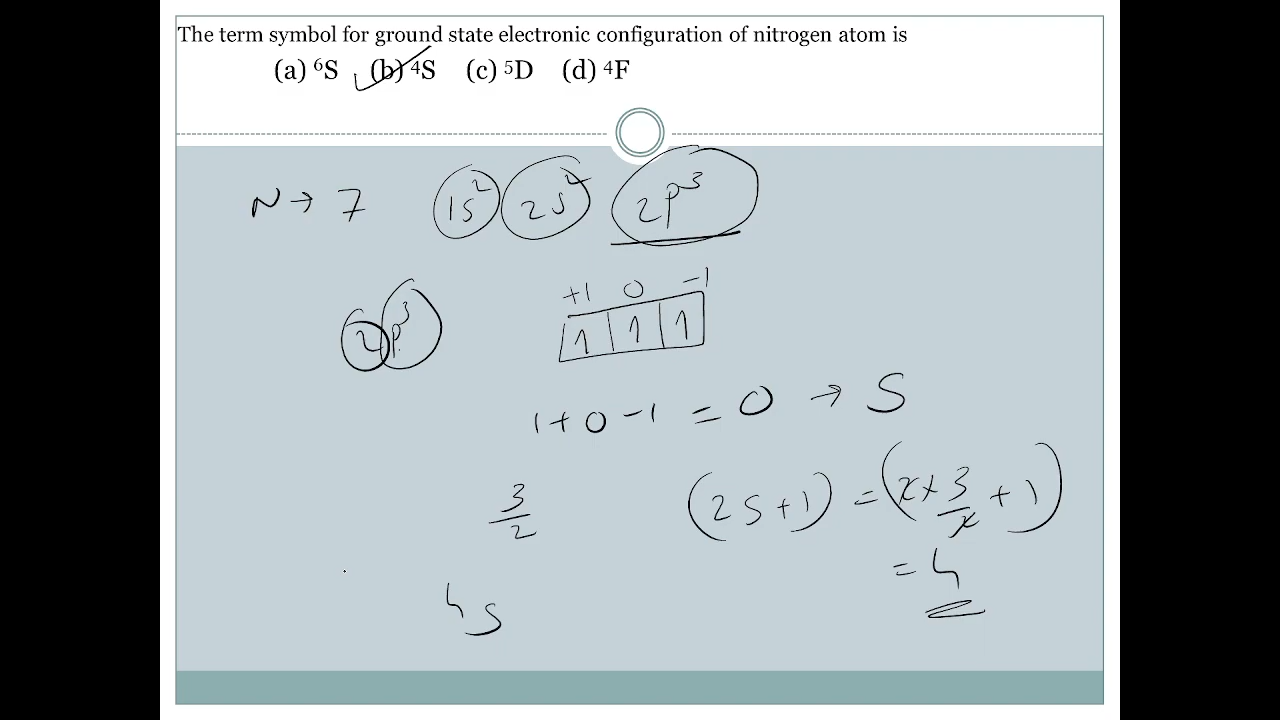 The term symbol for ground state electronic configuration of nitrogen atom is
(a) ⁶S (b) ⁴S (c) ⁵D (d) ⁴F
N → 7 1s² 2s² 2p³
+1 0 -1
2p³ 1 1 1
1+0-1 = 0 → S
3/2 (2S+1) = (2×3/2+1)
= 4
⁴S